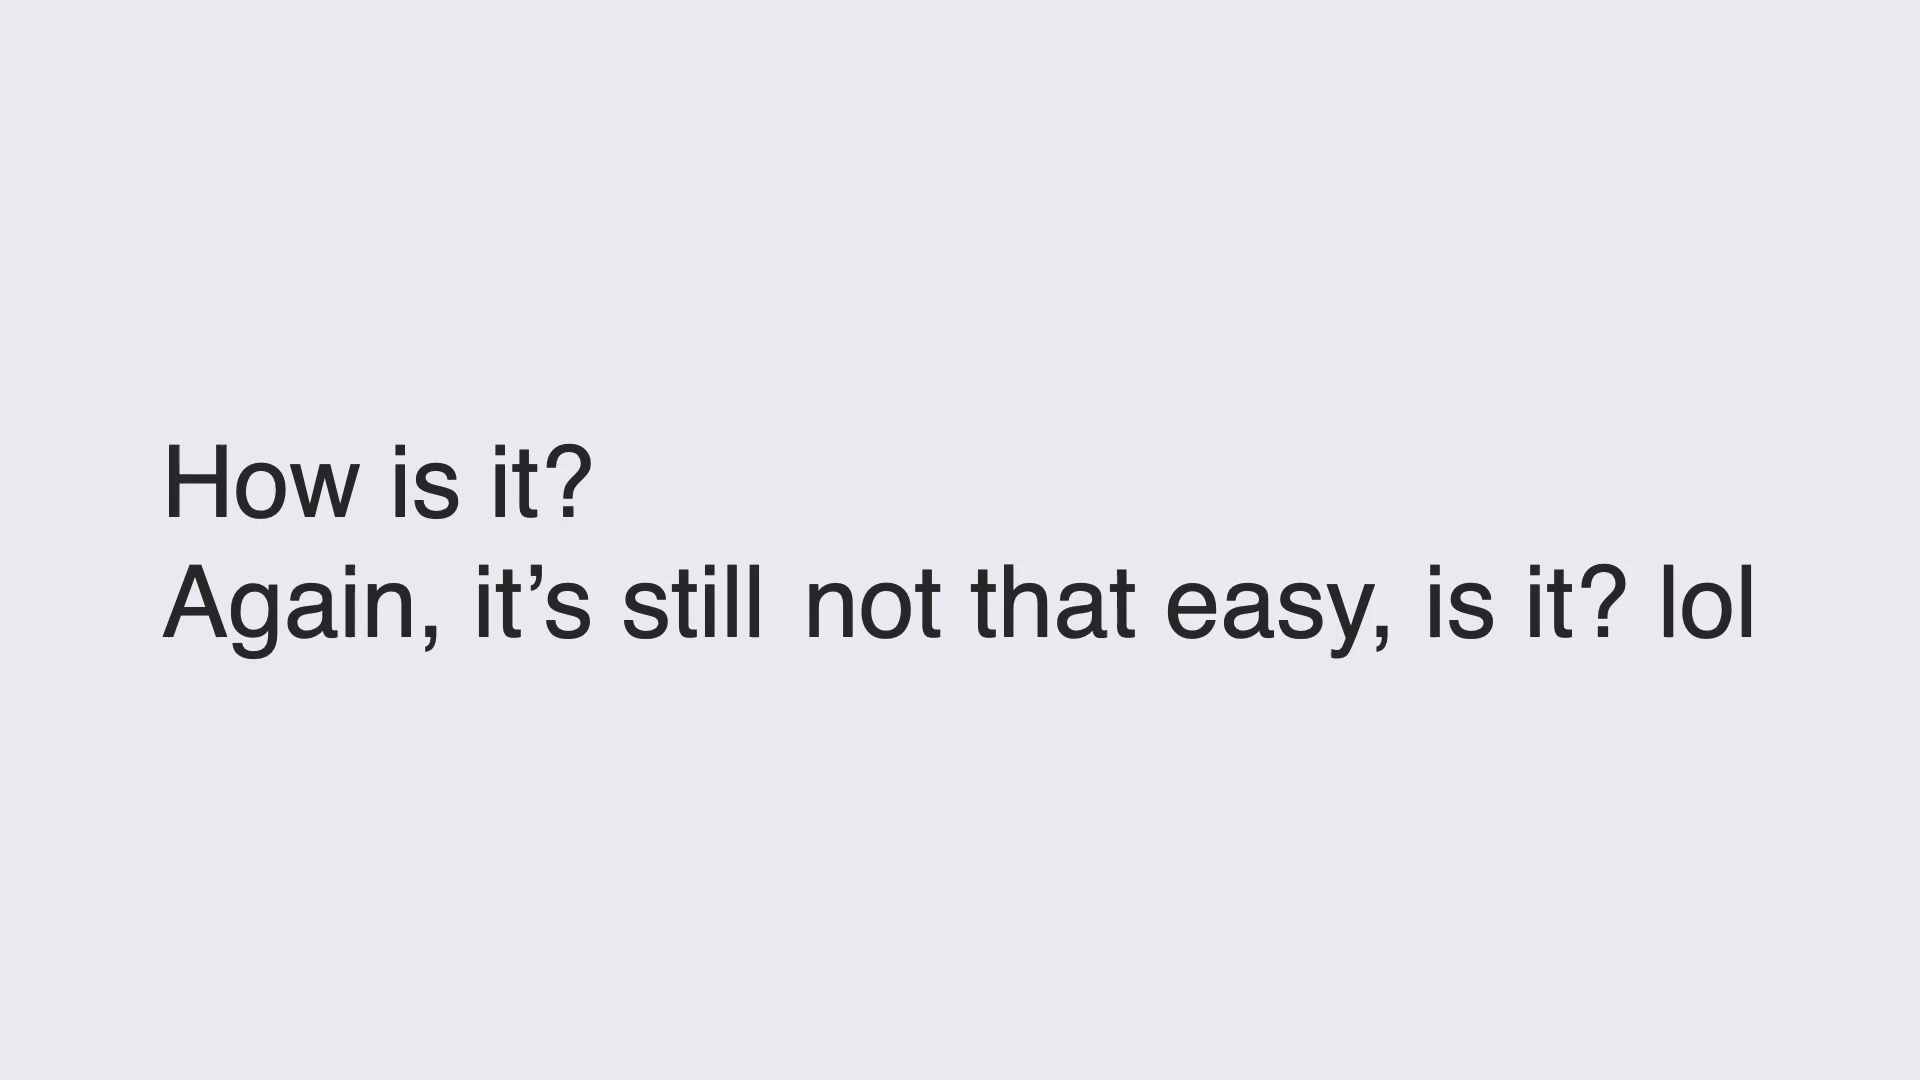 How is it?
Again, it’s still not that easy, is it? lol